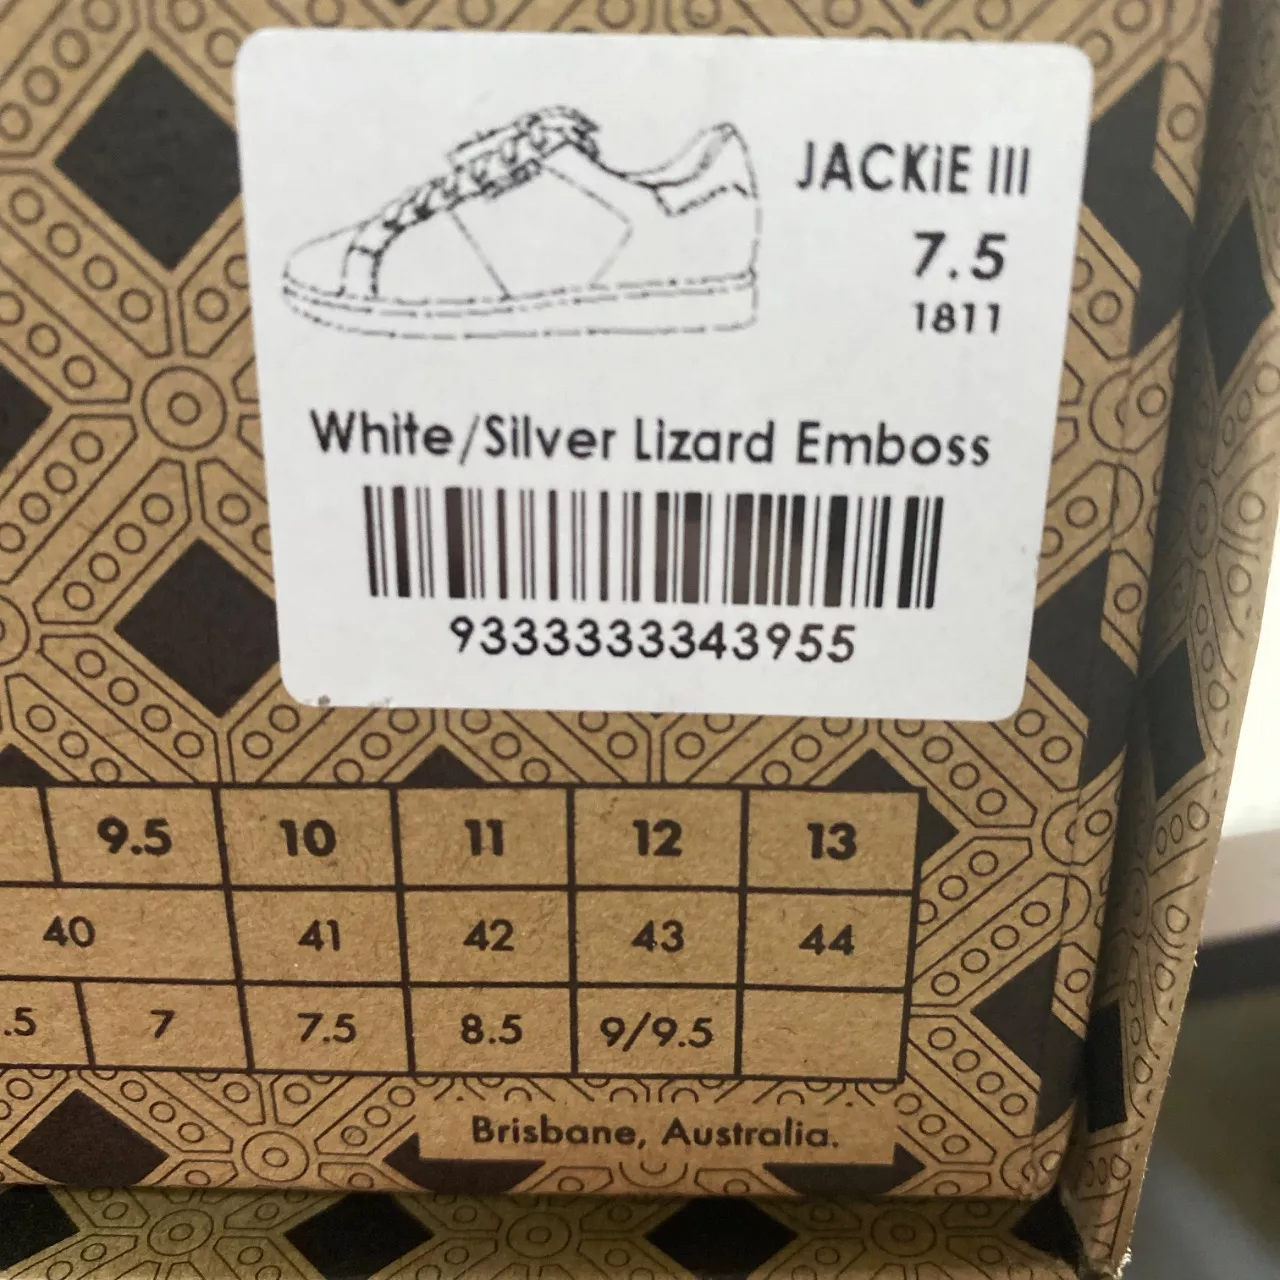 JACKiE III
7.5
1811
White/Silver Lizard Emboss
9333333343955
9.5 10 11 12 13
40 41 42 43 44
.5 7 7.5 8.5 9/9.5
Brisbane, Australia.